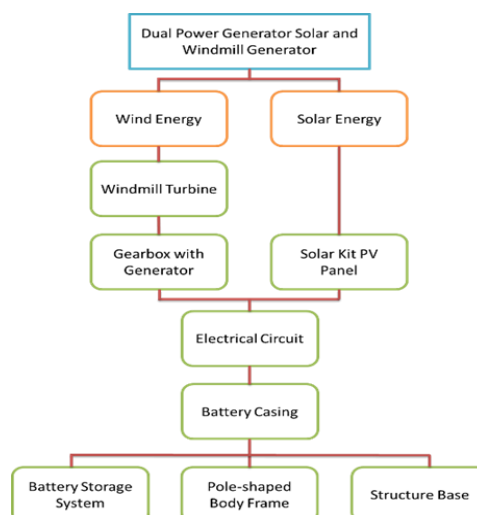 Dual Power Generator Solar and
Windmill Generator
Wind Energy
Solar Energy
Windmill Turbine
Gearbox with
Generator
Solar Kit PV
Panel
Electrical Circuit
Battery Casing
Battery Storage
System
Pole-shaped
Body Frame
Structure Base